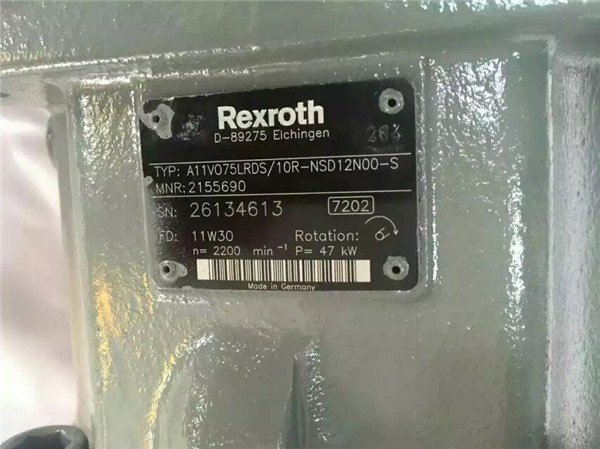 Rexroth
D-89275 Elchingen
TYP: A11VO75LRDS/10R-NSD12N00-S
MNR: 2155690
SN: 26134613 7202
FD: 11W30 Rotation:
n= 2200 min⁻¹ P= 47 kW
Made in Germany